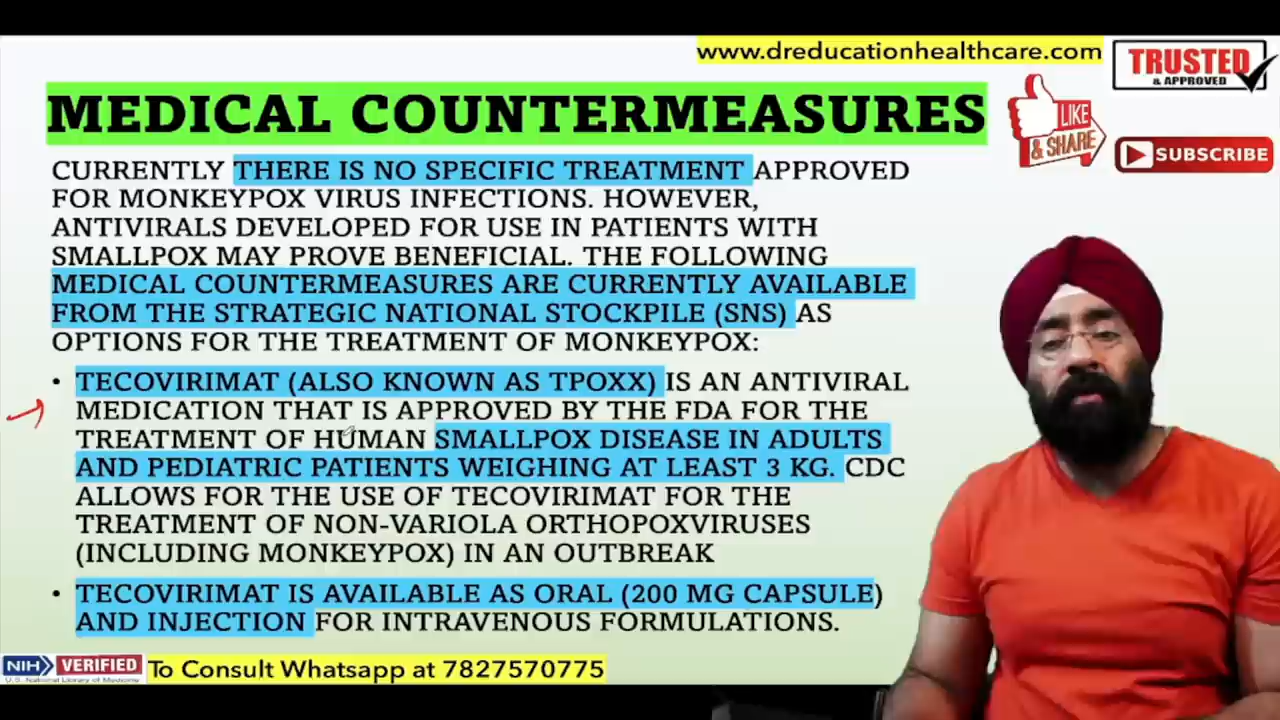 www.dreducationhealthcare.com
TRUSTED
& APPROVED
MEDICAL COUNTERMEASURES
LIKE
& SHARE
SUBSCRIBE
CURRENTLY THERE IS NO SPECIFIC TREATMENT APPROVED
FOR MONKEYPOX VIRUS INFECTIONS. HOWEVER,
ANTIVIRALS DEVELOPED FOR USE IN PATIENTS WITH
SMALLPOX MAY PROVE BENEFICIAL. THE FOLLOWING
MEDICAL COUNTERMEASURES ARE CURRENTLY AVAILABLE
FROM THE STRATEGIC NATIONAL STOCKPILE (SNS) AS
OPTIONS FOR THE TREATMENT OF MONKEYPOX:
• TECOVIRIMAT (ALSO KNOWN AS TPOXX) IS AN ANTIVIRAL
MEDICATION THAT IS APPROVED BY THE FDA FOR THE
TREATMENT OF HUMAN SMALLPOX DISEASE IN ADULTS
AND PEDIATRIC PATIENTS WEIGHING AT LEAST 3 KG. CDC
ALLOWS FOR THE USE OF TECOVIRIMAT FOR THE
TREATMENT OF NON-VARIOLA ORTHOPOXVIRUSES
(INCLUDING MONKEYPOX) IN AN OUTBREAK
• TECOVIRIMAT IS AVAILABLE AS ORAL (200 MG CAPSULE)
AND INJECTION FOR INTRAVENOUS FORMULATIONS.
NIH VERIFIED
U.S. National Library of Medicine
To Consult Whatsapp at 7827570775